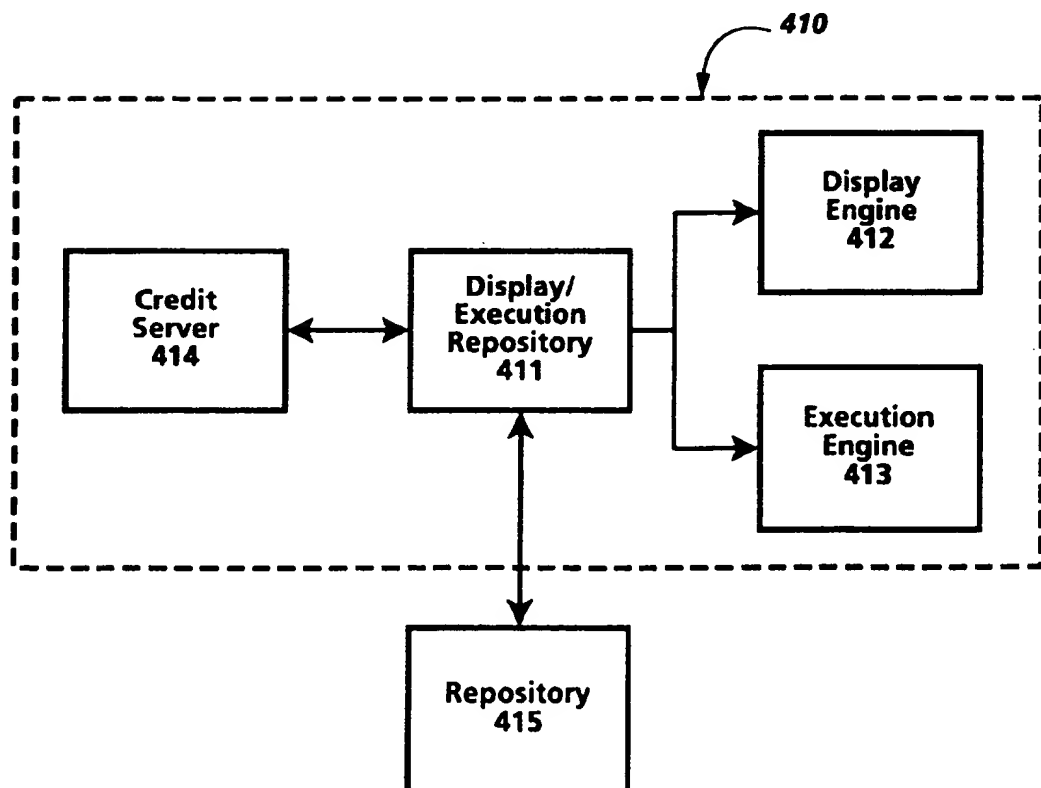 410
Display
Engine
412
Credit
Server
414
Display/
Execution
Repository
411
Execution
Engine
413
Repository
415